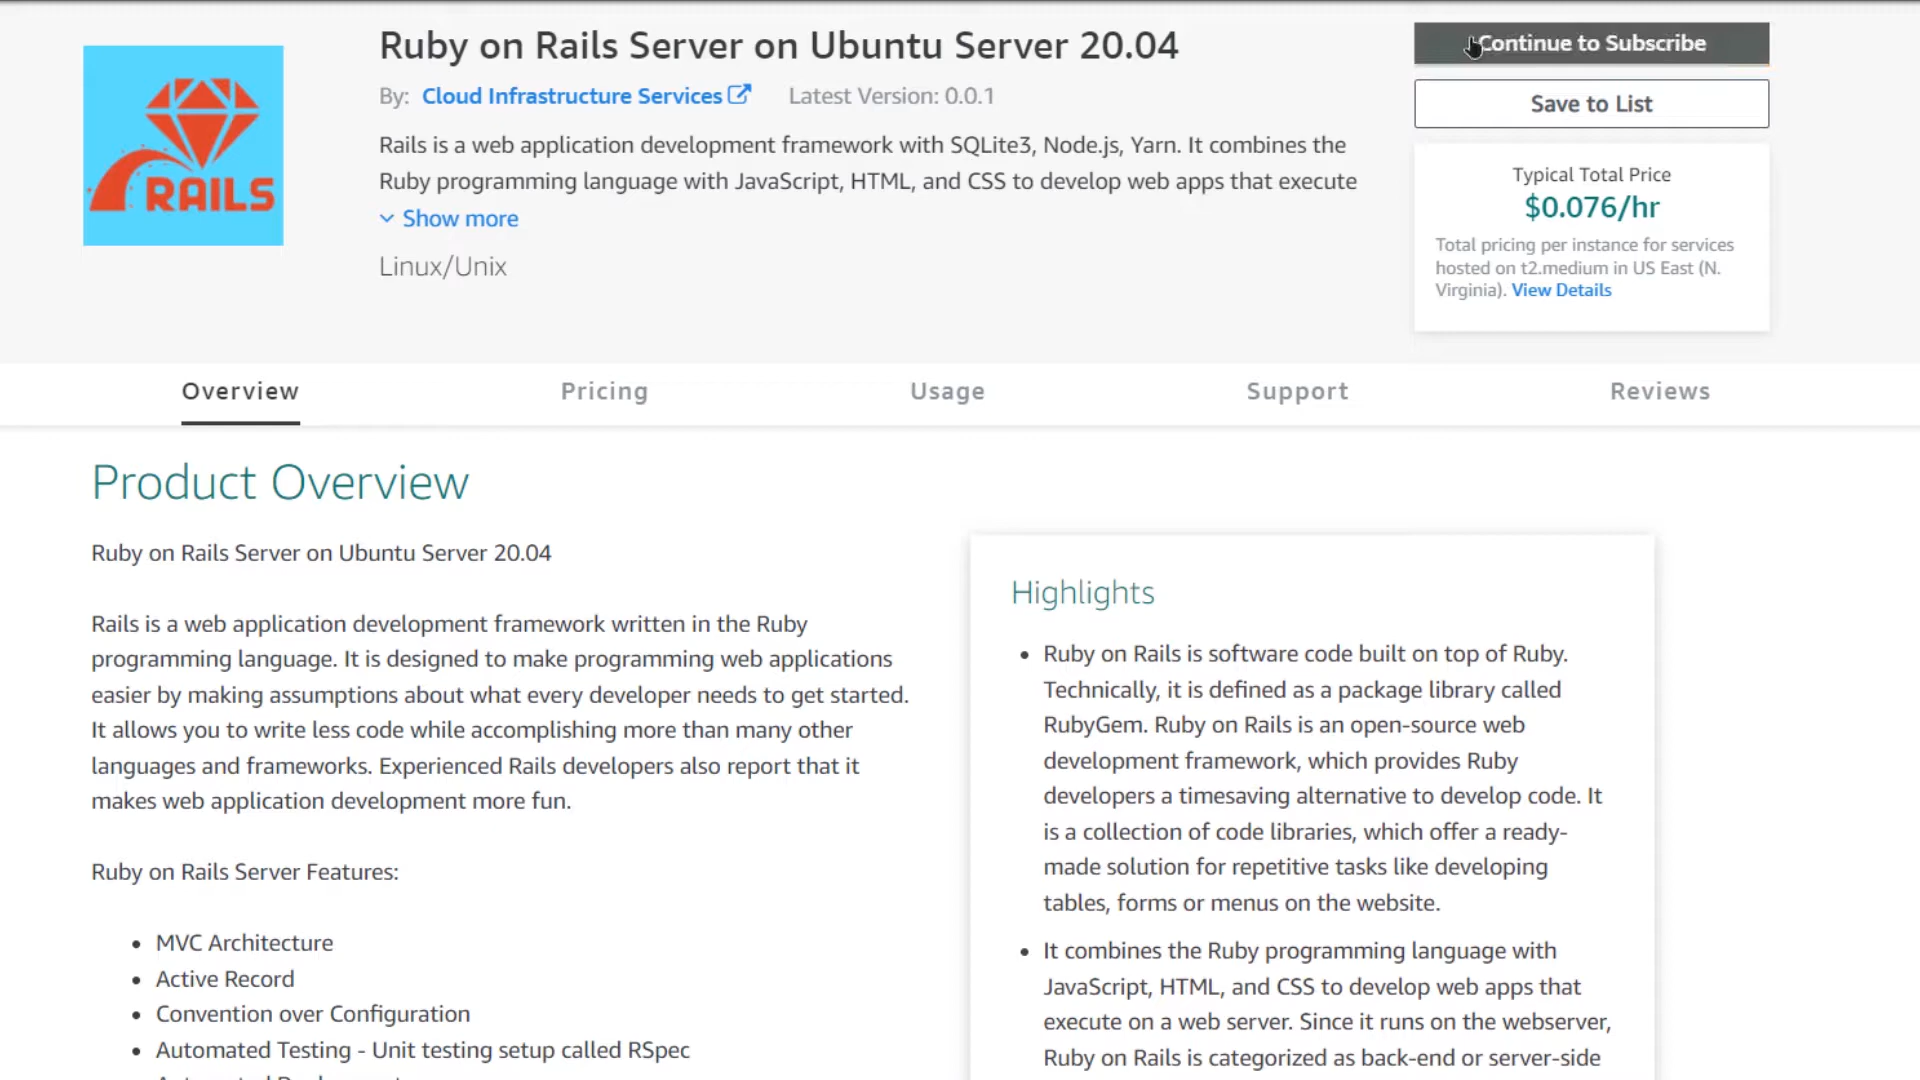 Ruby on Rails Server on Ubuntu Server 20.04
By: Cloud Infrastructure Services Latest Version: 0.0.1
Rails is a web application development framework with SQLite3, Node.js, Yarn. It combines the
Ruby programming language with JavaScript, HTML, and CSS to develop web apps that execute
Show more
Linux/Unix
RAILS
Continue to Subscribe
Save to List
Typical Total Price
$0.076/hr
Total pricing per instance for services
hosted on t2.medium in US East (N.
Virginia). View Details
Overview Pricing Usage Support Reviews
Product Overview
Ruby on Rails Server on Ubuntu Server 20.04
Rails is a web application development framework written in the Ruby
programming language. It is designed to make programming web applications
easier by making assumptions about what every developer needs to get started.
It allows you to write less code while accomplishing more than many other
languages and frameworks. Experienced Rails developers also report that it
makes web application development more fun.
Ruby on Rails Server Features:
MVC Architecture
Active Record
Convention over Configuration
Automated Testing - Unit testing setup called RSpec
Highlights
Ruby on Rails is software code built on top of Ruby.
Technically, it is defined as a package library called
RubyGem. Ruby on Rails is an open-source web
development framework, which provides Ruby
developers a timesaving alternative to develop code. It
is a collection of code libraries, which offer a ready-
made solution for repetitive tasks like developing
tables, forms or menus on the website.
It combines the Ruby programming language with
JavaScript, HTML, and CSS to develop web apps that
execute on a web server. Since it runs on the webserver,
Ruby on Rails is categorized as back-end or server-side